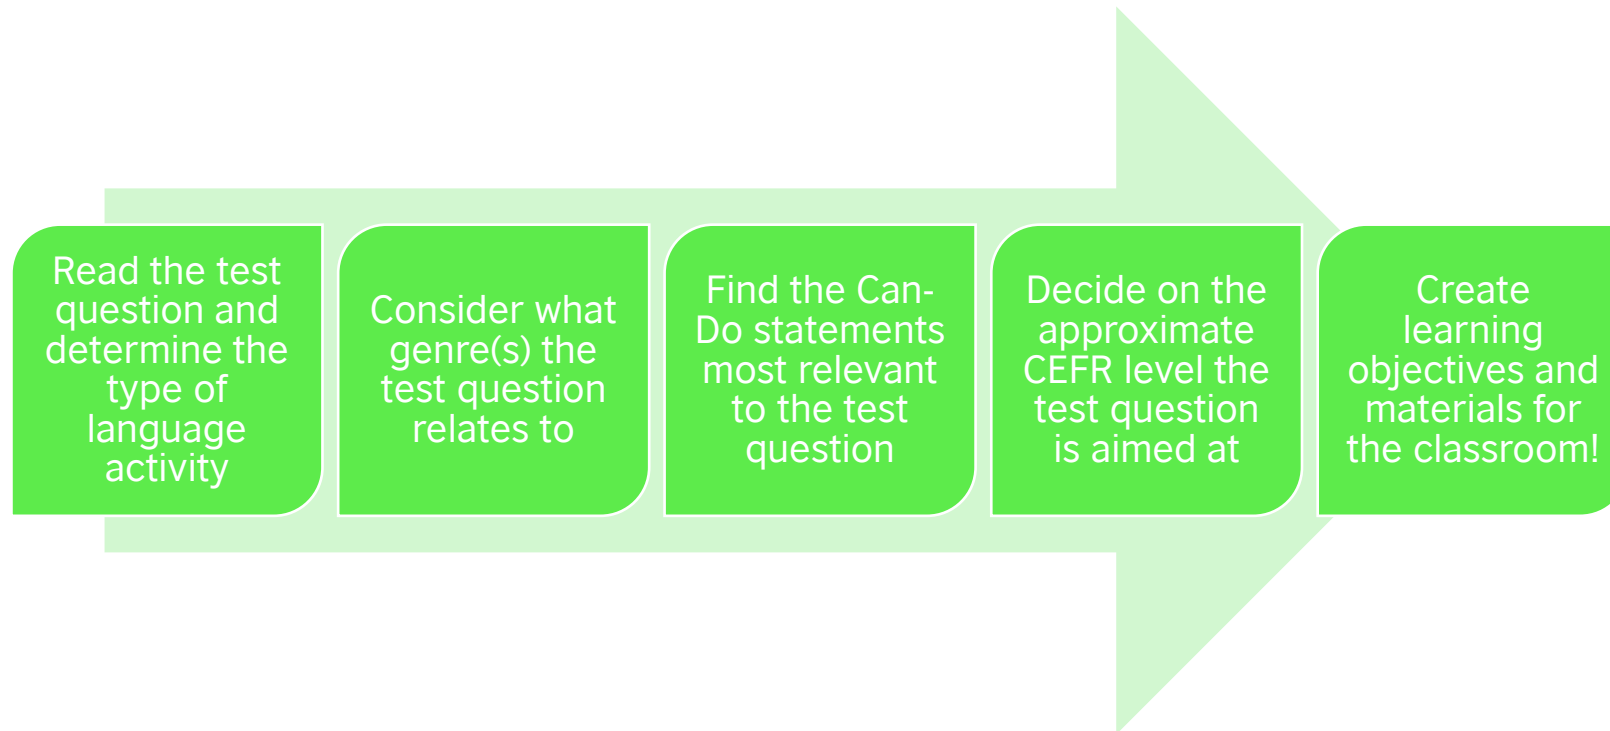 Read the test
question and
determine the
type of
language
activity
Consider what
genre(s) the
test question
relates to
Find the Can-
Do statements
most relevant
to the test
question
Decide on the
approximate
CEFR level the
test question
is aimed at
Create
learning
objectives and
materials for
the classroom!